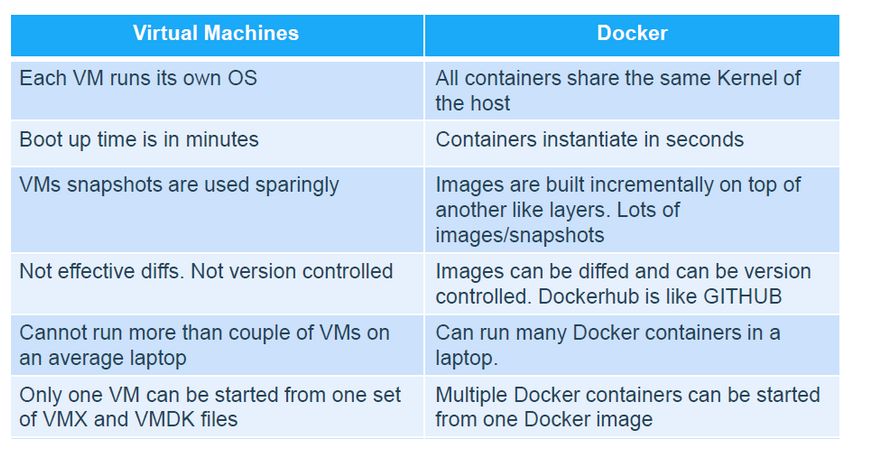 Virtual Machines
Docker
Each VM runs its own OS
All containers share the same Kernel of
the host
Boot up time is in minutes
Containers instantiate in seconds
VMs snapshots are used sparingly
Images are built incrementally on top of
another like layers. Lots of
images/snapshots
Not effective diffs. Not version controlled
Images can be diffed and can be version
controlled. Dockerhub is like GITHUB
Cannot run more than couple of VMs on
an average laptop
Can run many Docker containers in a
laptop.
Only one VM can be started from one set
of VMX and VMDK files
Multiple Docker containers can be started
from one Docker image